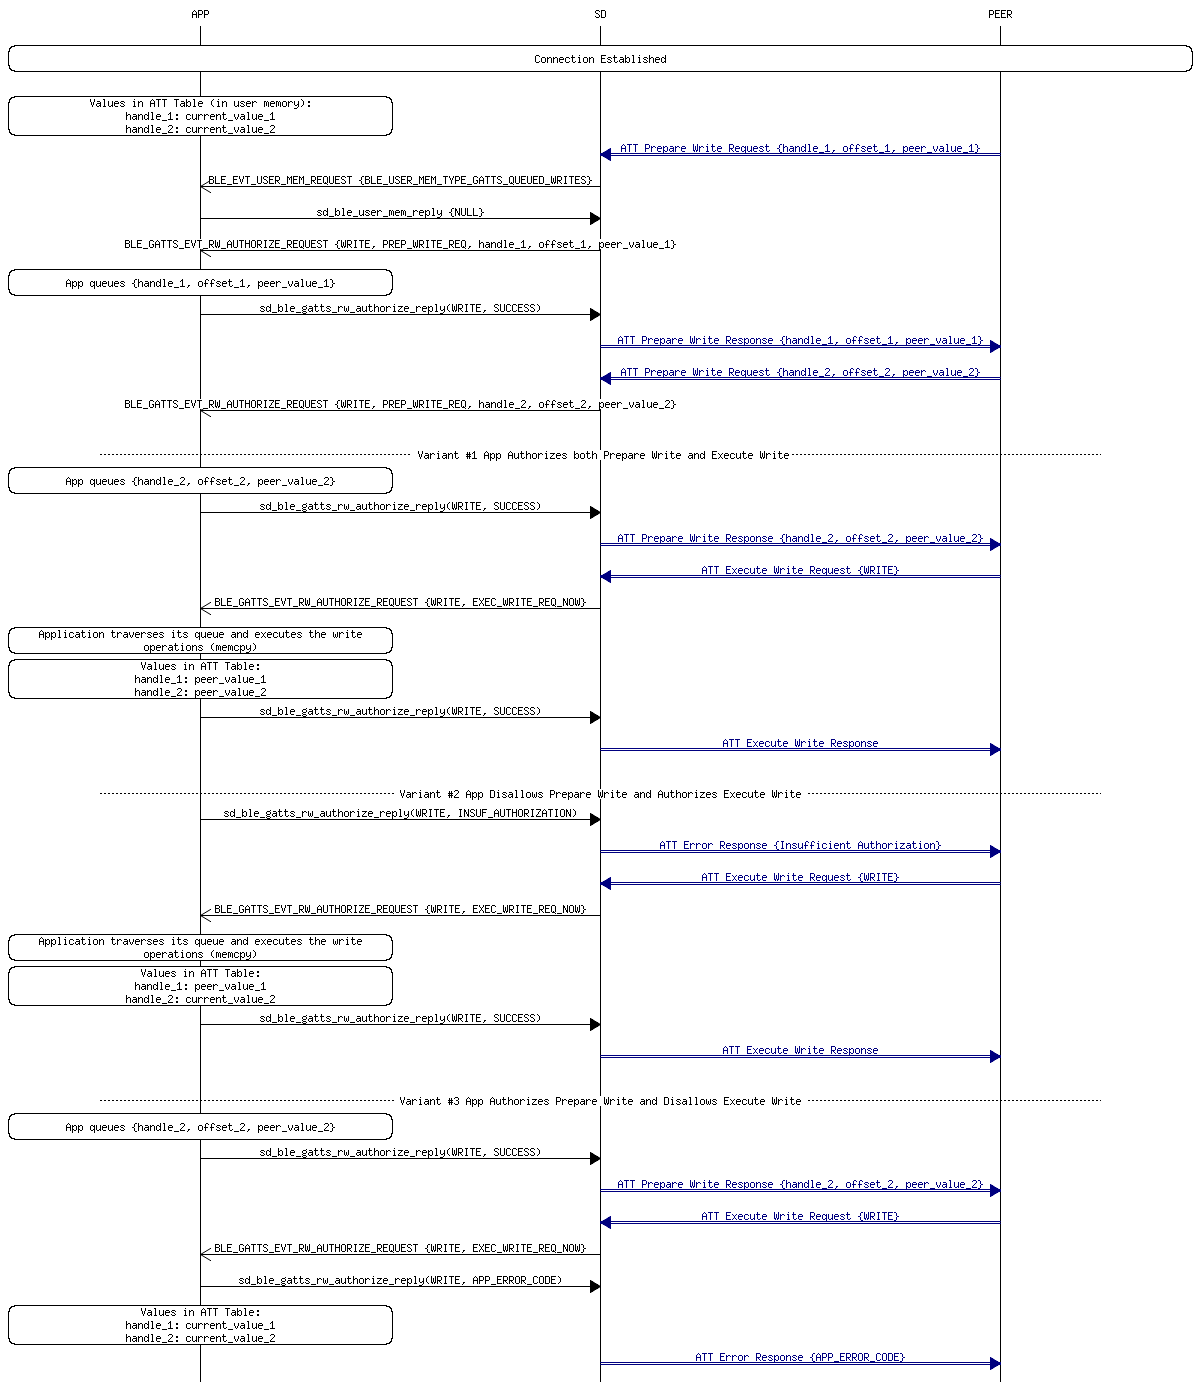 APP SD PEER
Connection Established
Values in ATT Table (in user memory):
handle_1: current_value_1
handle_2: current_value_2
ATT Prepare Write Request {handle_1, offset_1, peer_value_1}
BLE_EVT_USER_MEM_REQUEST {BLE_USER_MEM_TYPE_GATTS_QUEUED_WRITES}
sd_ble_user_mem_reply {NULL}
BLE_GATTS_EVT_RW_AUTHORIZE_REQUEST {WRITE, PREP_WRITE_REQ, handle_1, offset_1, peer_value_1}
App queues {handle_1, offset_1, peer_value_1}
sd_ble_gatts_rw_authorize_reply(WRITE, SUCCESS)
ATT Prepare Write Response {handle_1, offset_1, peer_value_1}
ATT Prepare Write Request {handle_2, offset_2, peer_value_2}
BLE_GATTS_EVT_RW_AUTHORIZE_REQUEST {WRITE, PREP_WRITE_REQ, handle_2, offset_2, peer_value_2}
Variant #1 App Authorizes both Prepare Write and Execute Write
App queues {handle_2, offset_2, peer_value_2}
sd_ble_gatts_rw_authorize_reply(WRITE, SUCCESS)
ATT Prepare Write Response {handle_2, offset_2, peer_value_2}
ATT Execute Write Request {WRITE}
BLE_GATTS_EVT_RW_AUTHORIZE_REQUEST {WRITE, EXEC_WRITE_REQ_NOW}
Application traverses its queue and executes the write
operations (memcpy)
Values in ATT Table:
handle_1: peer_value_1
handle_2: peer_value_2
sd_ble_gatts_rw_authorize_reply(WRITE, SUCCESS)
ATT Execute Write Response
Variant #2 App Disallows Prepare Write and Authorizes Execute Write
sd_ble_gatts_rw_authorize_reply(WRITE, INSUF_AUTHORIZATION)
ATT Error Response {Insufficient Authorization}
ATT Execute Write Request {WRITE}
BLE_GATTS_EVT_RW_AUTHORIZE_REQUEST {WRITE, EXEC_WRITE_REQ_NOW}
Application traverses its queue and executes the write
operations (memcpy)
Values in ATT Table:
handle_1: peer_value_1
handle_2: current_value_2
sd_ble_gatts_rw_authorize_reply(WRITE, SUCCESS)
ATT Execute Write Response
Variant #3 App Authorizes Prepare Write and Disallows Execute Write
App queues {handle_2, offset_2, peer_value_2}
sd_ble_gatts_rw_authorize_reply(WRITE, SUCCESS)
ATT Prepare Write Response {handle_2, offset_2, peer_value_2}
ATT Execute Write Request {WRITE}
BLE_GATTS_EVT_RW_AUTHORIZE_REQUEST {WRITE, EXEC_WRITE_REQ_NOW}
sd_ble_gatts_rw_authorize_reply(WRITE, APP_ERROR_CODE)
Values in ATT Table:
handle_1: current_value_1
handle_2: current_value_2
ATT Error Response {APP_ERROR_CODE}